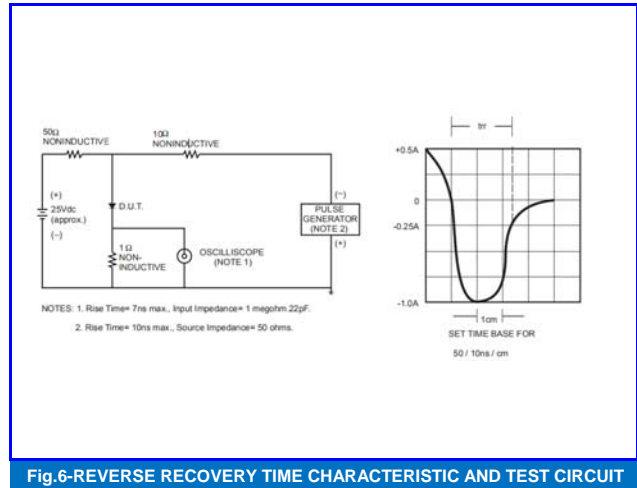 50Ω
NONINDUCTIVE
10Ω
NONINDUCTIVE
(+)
25Vdc
(approx.)
(−)
D.U.T.
1Ω
NON-
INDUCTIVE
OSCILLISCOPE
(NOTE 1)
(−)
PULSE
GENERATOR
(NOTE 2)
(+)
NOTES: 1. Rise Time= 7ns max., Input Impedance= 1 megohm.22pF.
2. Rise Time= 10ns max., Source Impedance= 50 ohms.
trr
+0.5A
0
-0.25A
-1.0A
1cm
SET TIME BASE FOR
50 / 10ns / cm
Fig.6-REVERSE RECOVERY TIME CHARACTERISTIC AND TEST CIRCUIT